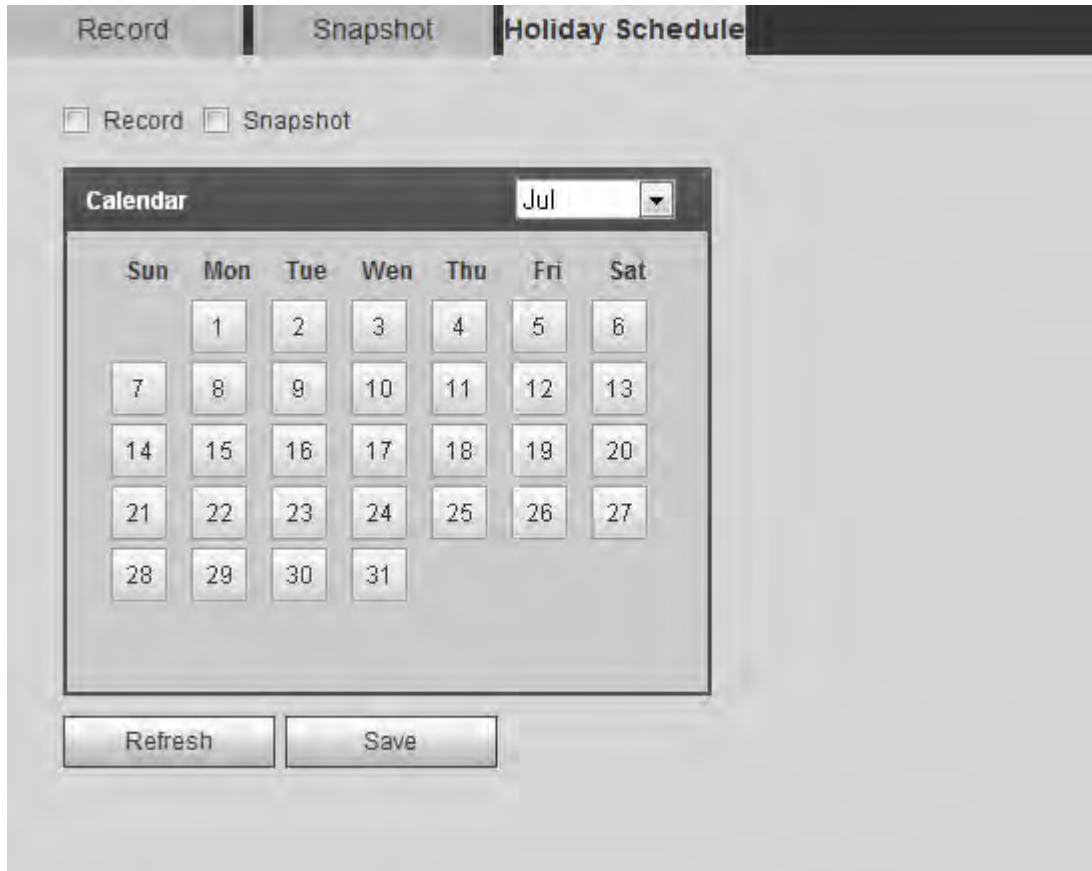 Record Snapshot Holiday Schedule
Record Snapshot
Calendar Jul
Sun Mon Tue Wen Thu Fri Sat
1 2 3 4 5 6
7 8 9 10 11 12 13
14 15 16 17 18 19 20
21 22 23 24 25 26 27
28 29 30 31
Refresh Save